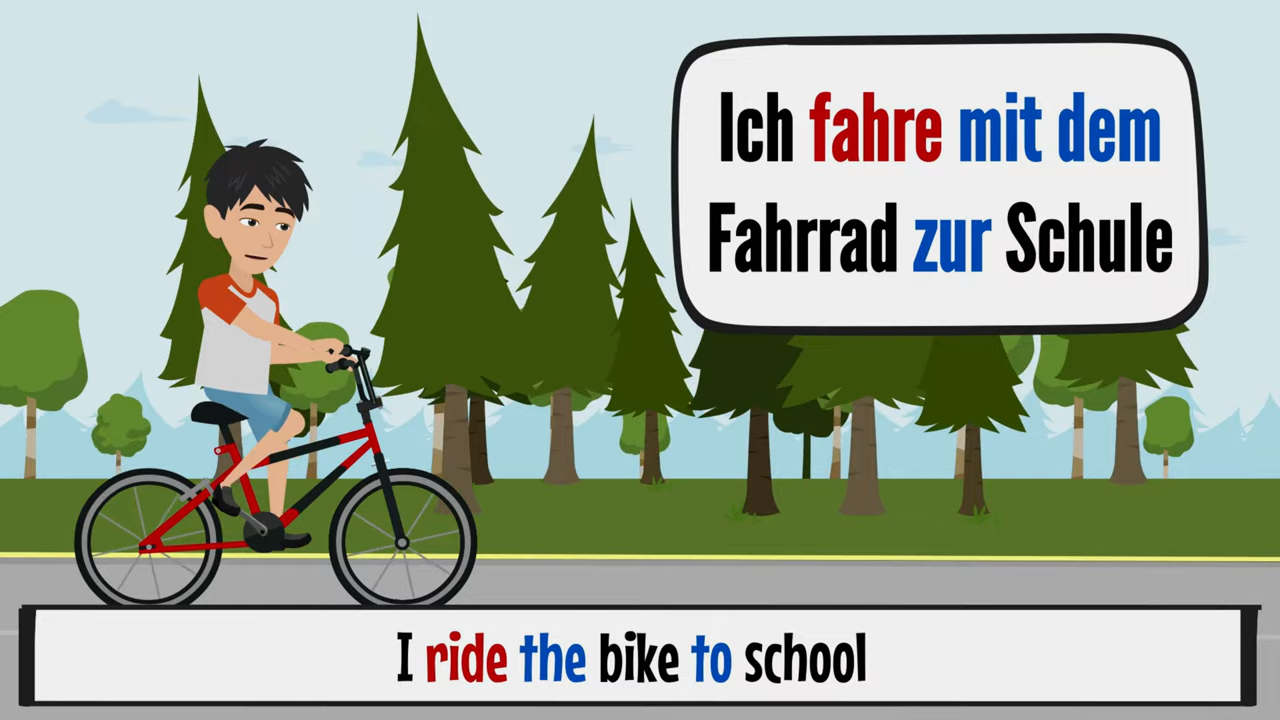 Ich fahre mit dem
Fahrrad zur Schule
I ride the bike to school